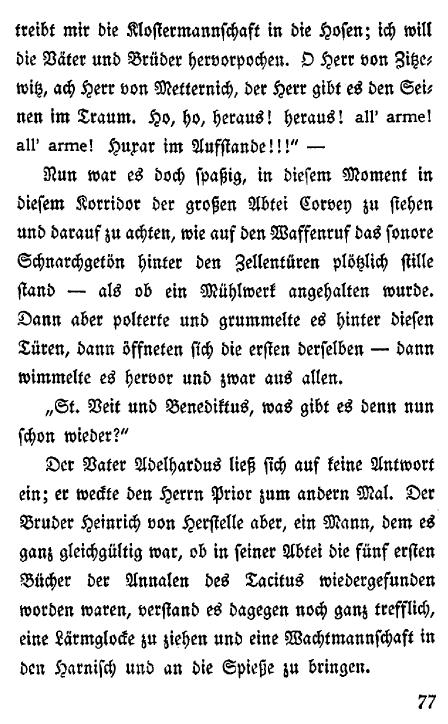 treibt mir die Klostermannschaft in die Hosen; ich will
die Väter und Brüder hervorpochen. O Herr von Zitze-
witz, ach Herr von Metternich, der Herr gibt es den Sei-
nen im Traum. Ho, ho, heraus! heraus! all' arme!
all' arme! Huxar im Aufstande!!!" —
Nun war es doch spaßig, in diesem Moment in
diesem Korridor der großen Abtei Corvey zu stehen
und darauf zu achten, wie auf den Waffenruf das sonore
Schnarchgetön hinter den Zellentüren plötzlich stille
stand — als ob ein Mühlwerk angehalten wurde.
Dann aber polterte und grummelte es hinter diesen
Türen, dann öffneten sich die ersten derselben — dann
wimmelte es hervor und zwar aus allen.
„St. Veit und Benediktus, was gibt es denn nun
schon wieder?"
Der Vater Adelhardus ließ sich auf keine Antwort
ein; er weckte den Herrn Prior zum andern Mal. Der
Bruder Heinrich von Herstelle aber, ein Mann, dem es
ganz gleichgültig war, ob in seiner Abtei die fünf ersten
Bücher der Annalen des Tacitus wiedergefunden
worden waren, verstand es dagegen noch ganz trefflich,
eine Lärmglocke zu ziehen und eine Wachtmannschaft in
den Harnisch und an die Spieße zu bringen.
77